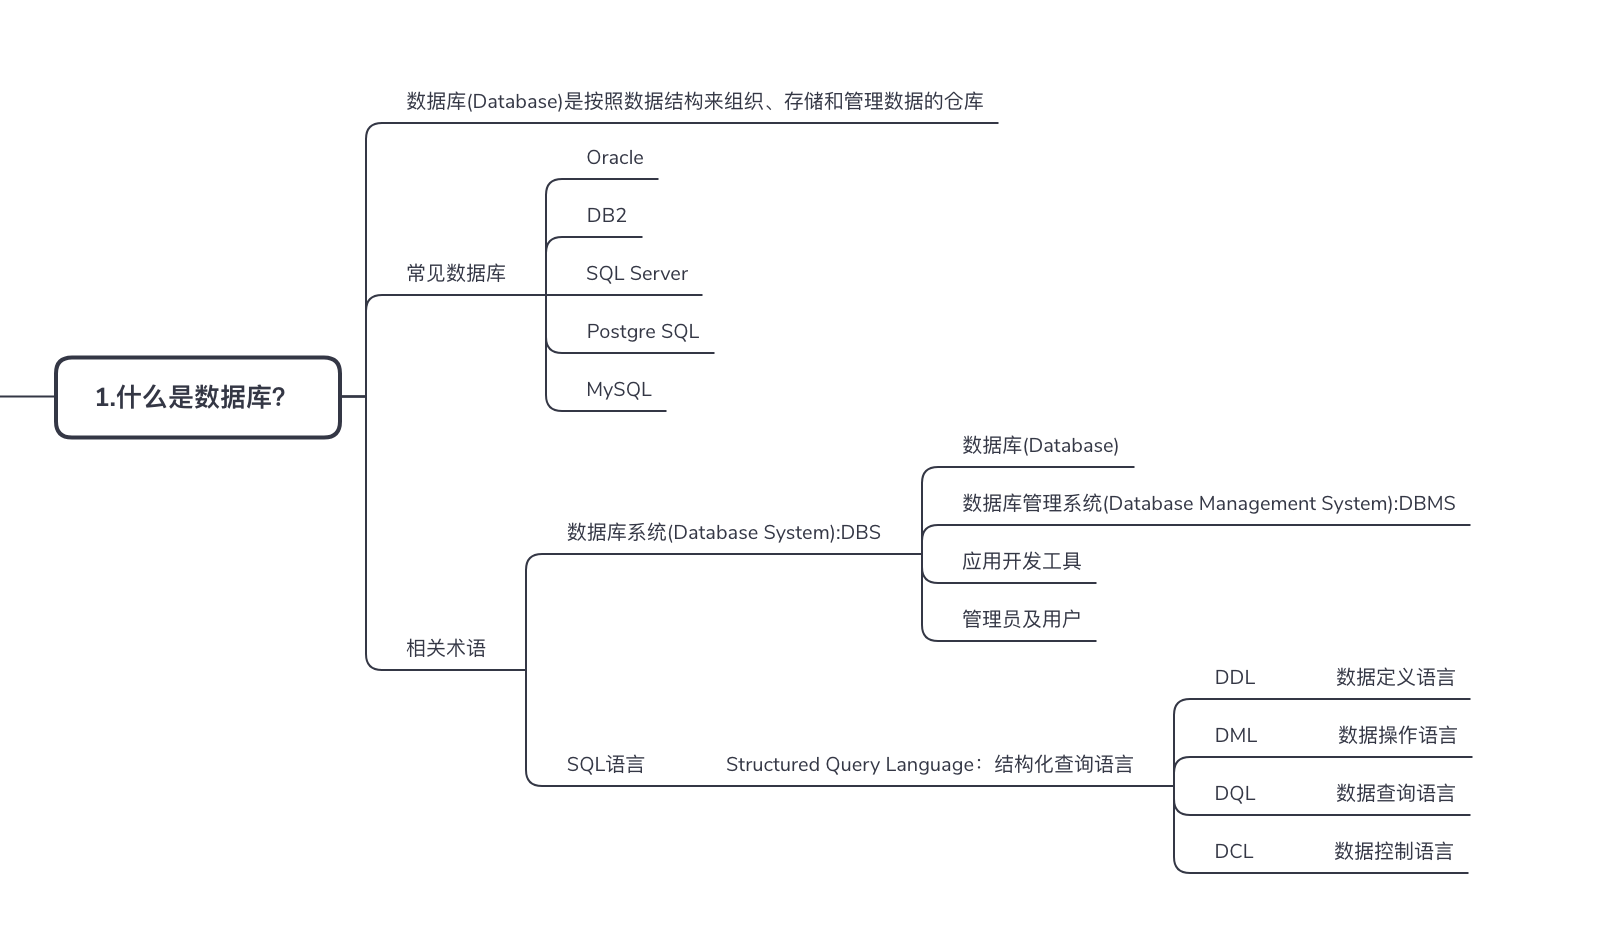 数据库(Database)是按照数据结构来组织、存储和管理数据的仓库
Oracle
DB2
SQL Server
常见数据库
Postgre SQL
MySQL
1.什么是数据库?
数据库(Database)
数据库管理系统(Database Management System):DBMS
数据库系统(Database System):DBS
应用开发工具
管理员及用户
相关术语
DDL 数据定义语言
DML 数据操作语言
SQL语言 Structured Query Language：结构化查询语言
DQL 数据查询语言
DCL 数据控制语言